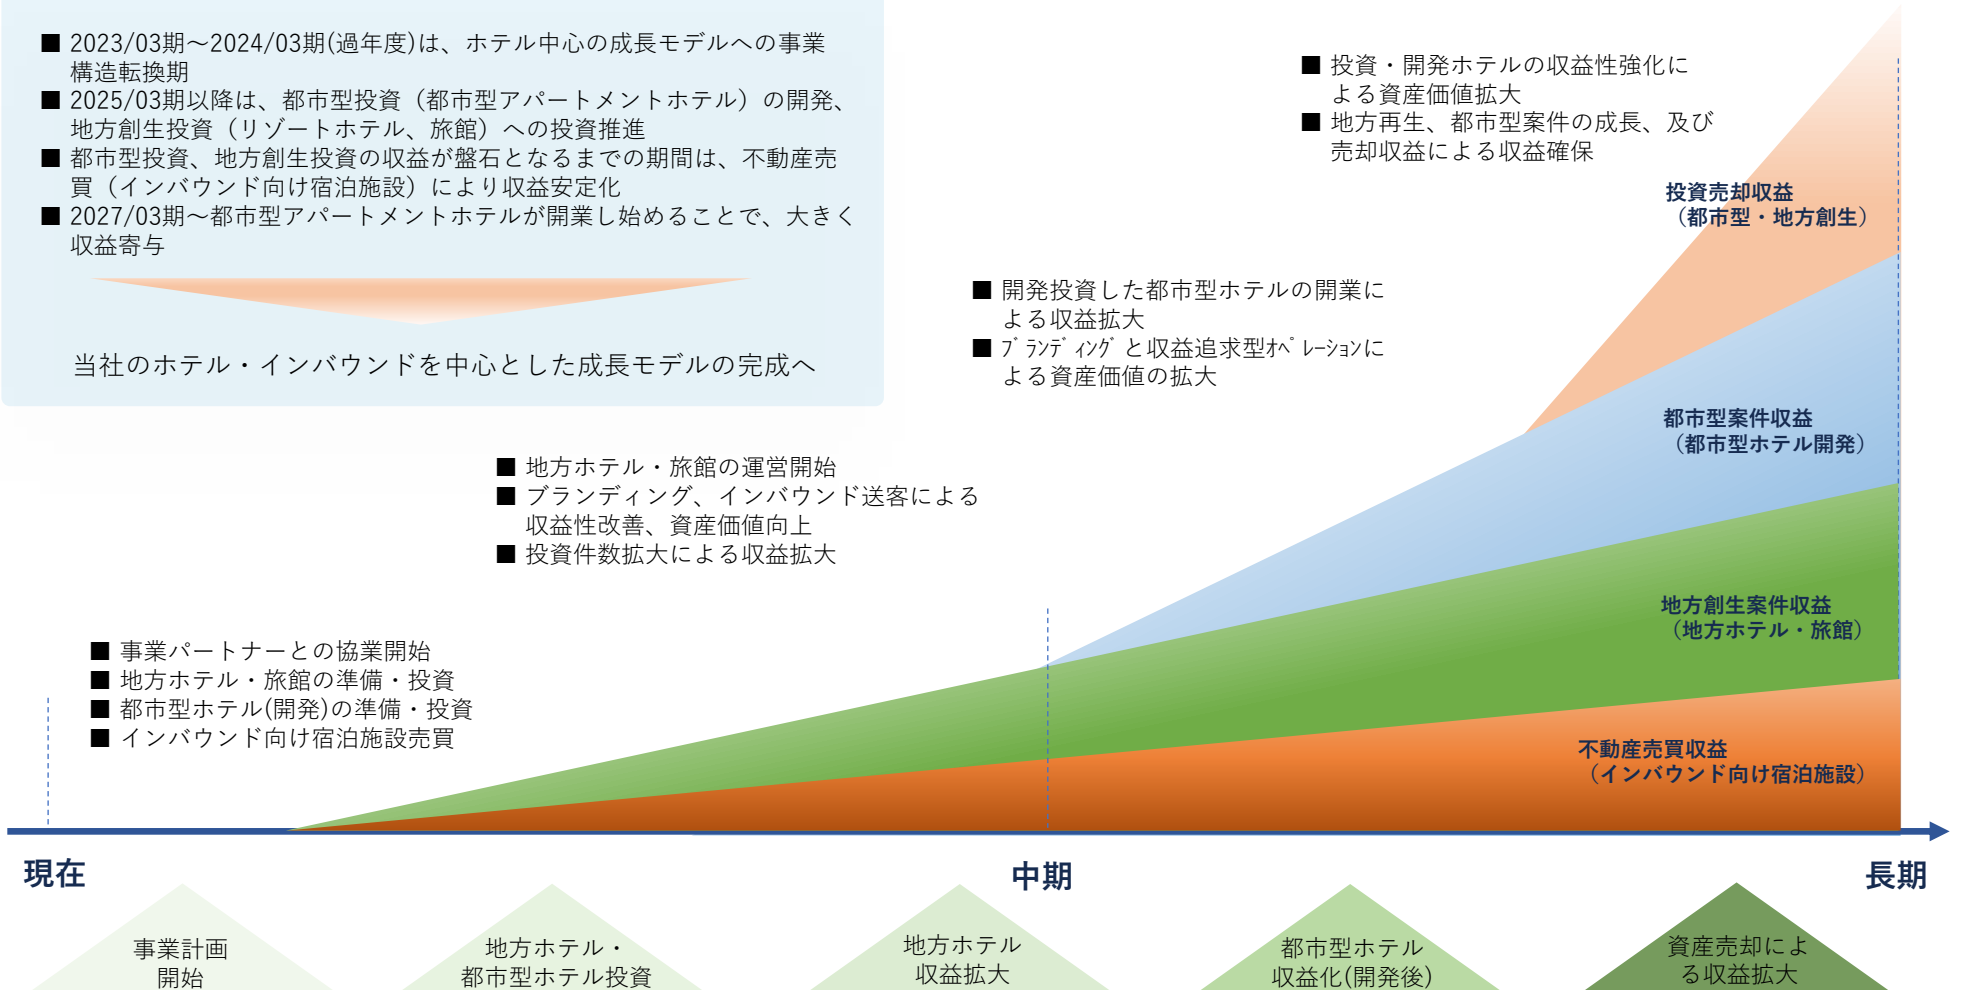 ■ 2023/03期～2024/03期(過年度)は、ホテル中心の成長モデルへの事業
構造転換期
■ 2025/03期以降は、都市型投資（都市型アパートメントホテル）の開発、
地方創生投資（リゾートホテル、旅館）への投資推進
■ 都市型投資、地方創生投資の収益が盤石となるまでの期間は、不動産売
買（インバウンド向け宿泊施設）により収益安定化
■ 2027/03期～都市型アパートメントホテルが開業し始めることで、大きく
収益寄与
当社のホテル・インバウンドを中心とした成長モデルの完成へ
■ 投資・開発ホテルの収益性強化に
よる資産価値拡大
■ 地方再生、都市型案件の成長、及び
売却収益による収益確保
投資売却収益
（都市型・地方創生）
■ 開発投資した都市型ホテルの開業に
よる収益拡大
■ ﾌﾞﾗﾝﾃﾞｨﾝｸﾞと収益追求型ｵﾍﾟﾚｰｼｮﾝに
よる資産価値の拡大
都市型案件収益
（都市型ホテル開発）
■ 地方ホテル・旅館の運営開始
■ ブランディング、インバウンド送客による
収益性改善、資産価値向上
■ 投資件数拡大による収益拡大
地方創生案件収益
（地方ホテル・旅館）
■ 事業パートナーとの協業開始
■ 地方ホテル・旅館の準備・投資
■ 都市型ホテル(開発)の準備・投資
■ インバウンド向け宿泊施設売買
不動産売買収益
（インバウンド向け宿泊施設）
現在
中期
長期
事業計画
開始
地方ホテル・
都市型ホテル投資
地方ホテル
収益拡大
都市型ホテル
収益化(開発後)
資産売却によ
る収益拡大